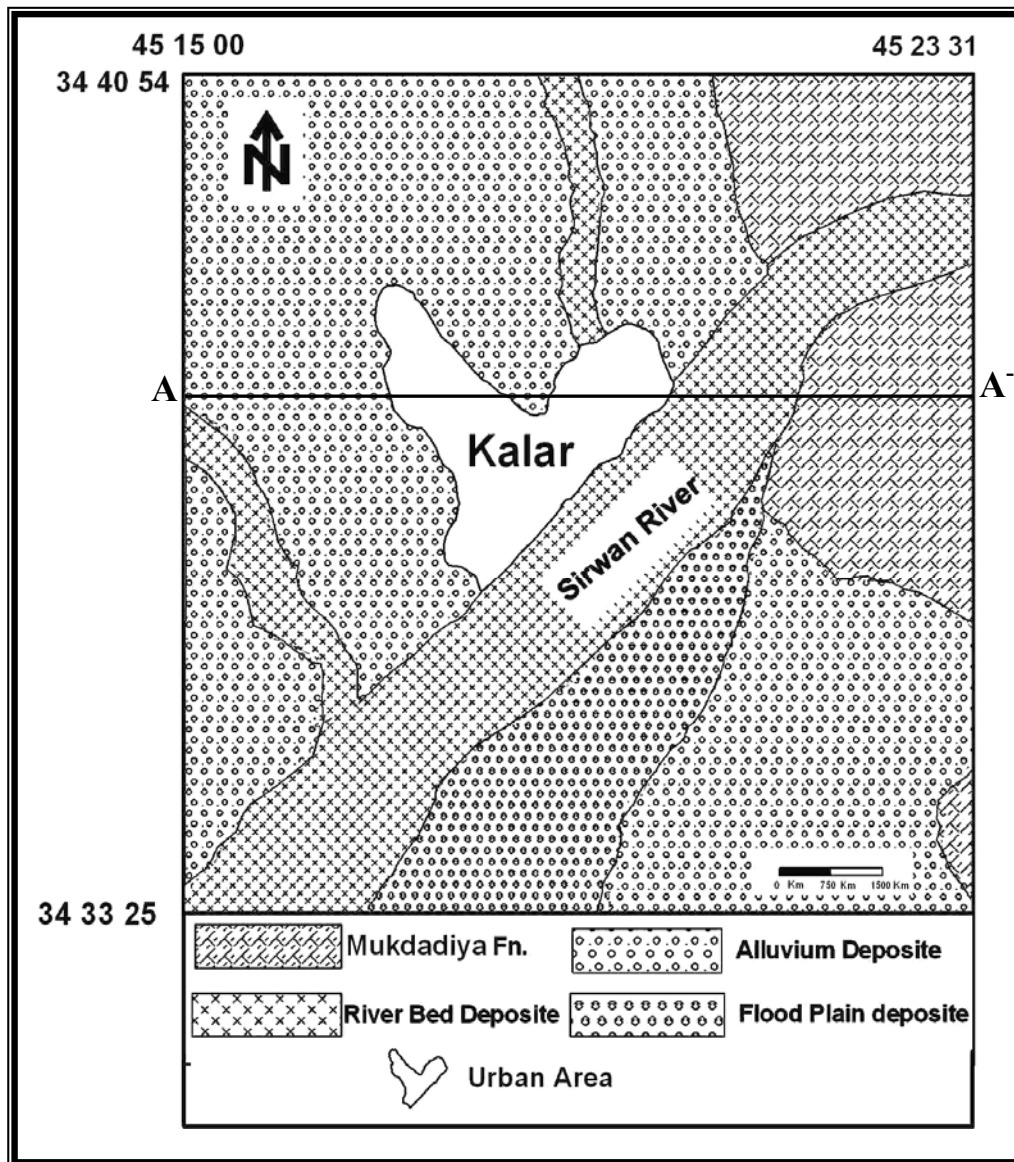 45 15 00
45 23 31
34 40 54
N
A
A-
Kalar
Sirwan River
0 Km 750 Km 1500 Km
34 33 25
Mukdadiya Fn.
Alluvium Deposite
River Bed Deposite
Flood Plain deposite
Urban Area